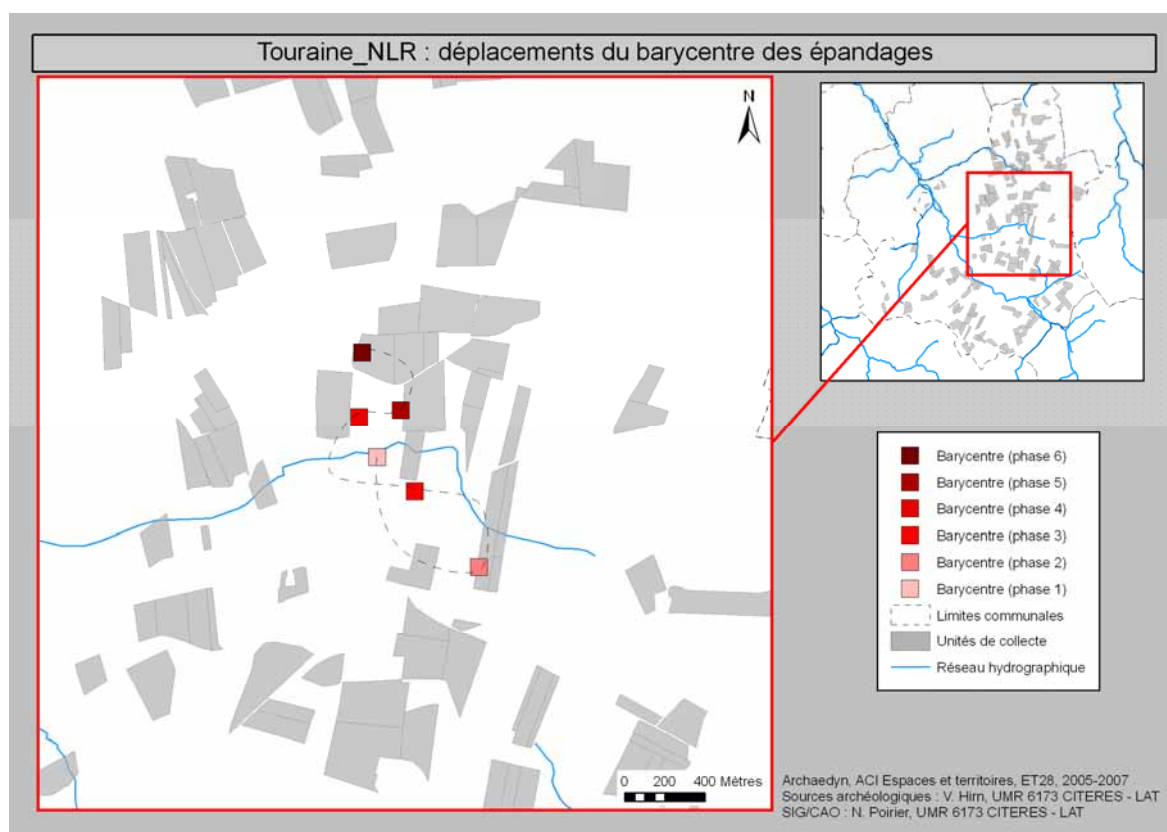 Touraine_NLR : déplacements du barycentre des épandages
N
Barycentre (phase 6)
Barycentre (phase 5)
Barycentre (phase 4)
Barycentre (phase 3)
Barycentre (phase 2)
Barycentre (phase 1)
Limites communales
Unités de collecte
Réseau hydrographique
0 200 400 Mètres
Archaedyn, ACI Espaces et territoires, ET28, 2005-2007
Sources archéologiques : V. Hirn, UMR 6173 CITERES - LAT
SIG/CAO : N. Poirier, UMR 6173 CITERES - LAT